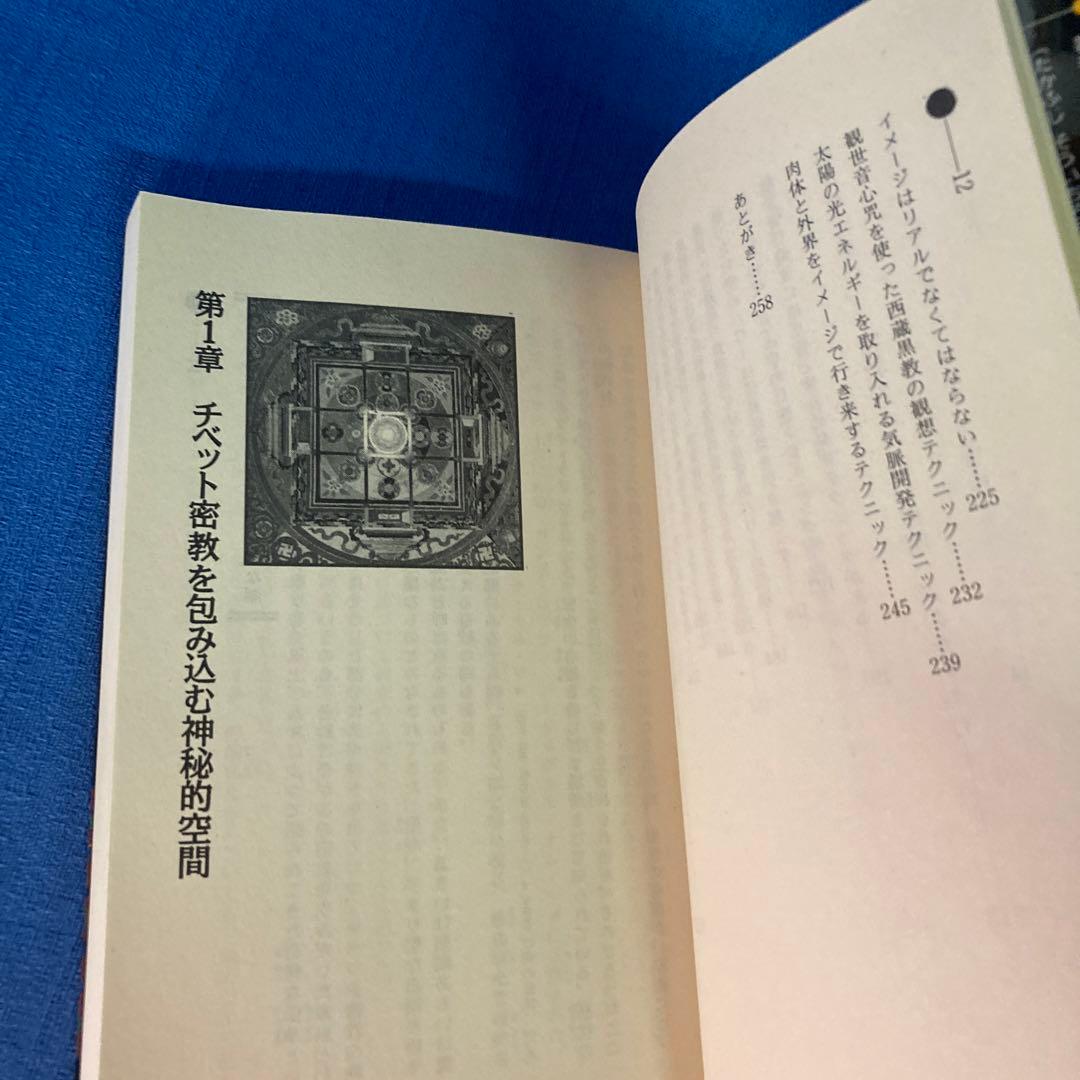 12
イメージはリアルでなくてはならない……225
観世音心咒を使った西蔵黒教の観想テクニック……232
太陽の光エネルギーを取り入れる気脈開発テクニック……239
肉体と外界をイメージで行き来するテクニック……245
あとがき……258
第1章 チベット密教を包み込む神秘的空間